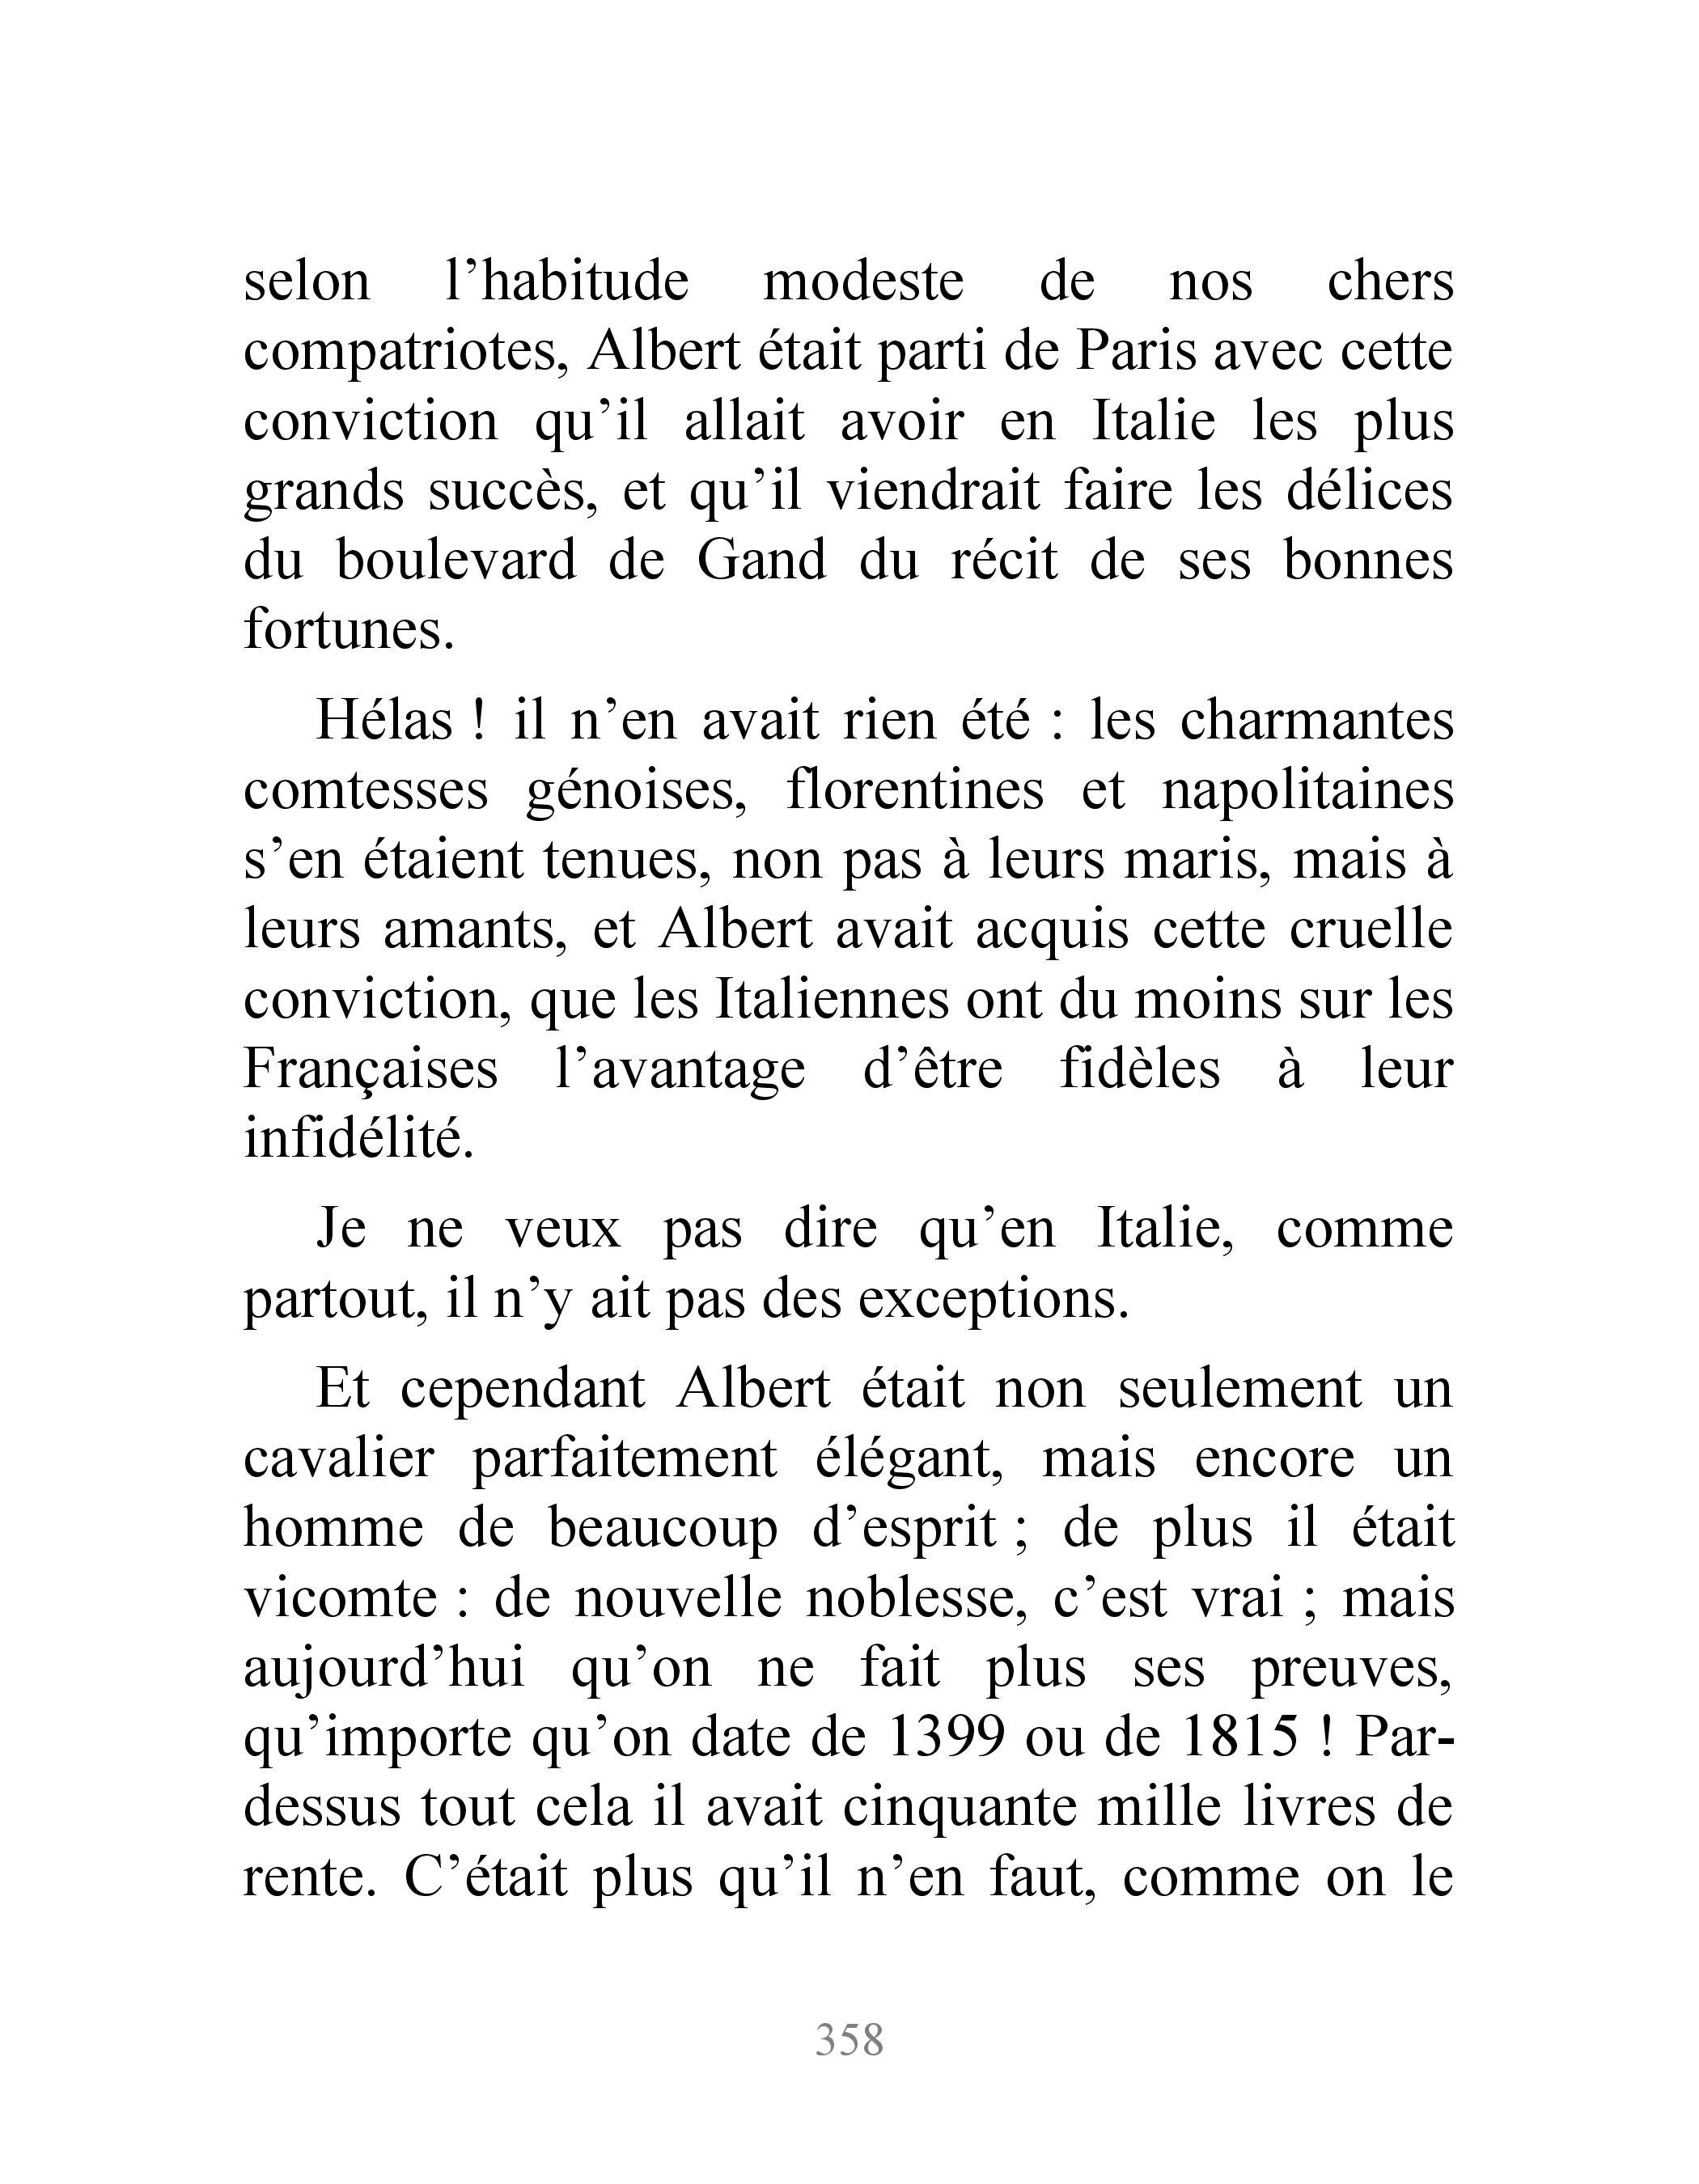 selon l’habitude modeste de nos chers
compatriotes, Albert était parti de Paris avec cette
conviction qu’il allait avoir en Italie les plus
grands succès, et qu’il viendrait faire les délices
du boulevard de Gand du récit de ses bonnes
fortunes.
Hélas ! il n’en avait rien été : les charmantes
comtesses génoises, florentines et napolitaines
s’en étaient tenues, non pas à leurs maris, mais à
leurs amants, et Albert avait acquis cette cruelle
conviction, que les Italiennes ont du moins sur les
Françaises l’avantage d’être fidèles à leur
infidélité.
Je ne veux pas dire qu’en Italie, comme
partout, il n’y ait pas des exceptions.
Et cependant Albert était non seulement un
cavalier parfaitement élégant, mais encore un
homme de beaucoup d’esprit ; de plus il était
vicomte : de nouvelle noblesse, c’est vrai ; mais
aujourd’hui qu’on ne fait plus ses preuves,
qu’importe qu’on date de 1399 ou de 1815 ! Par-
dessus tout cela il avait cinquante mille livres de
rente. C’était plus qu’il n’en faut, comme on le
358